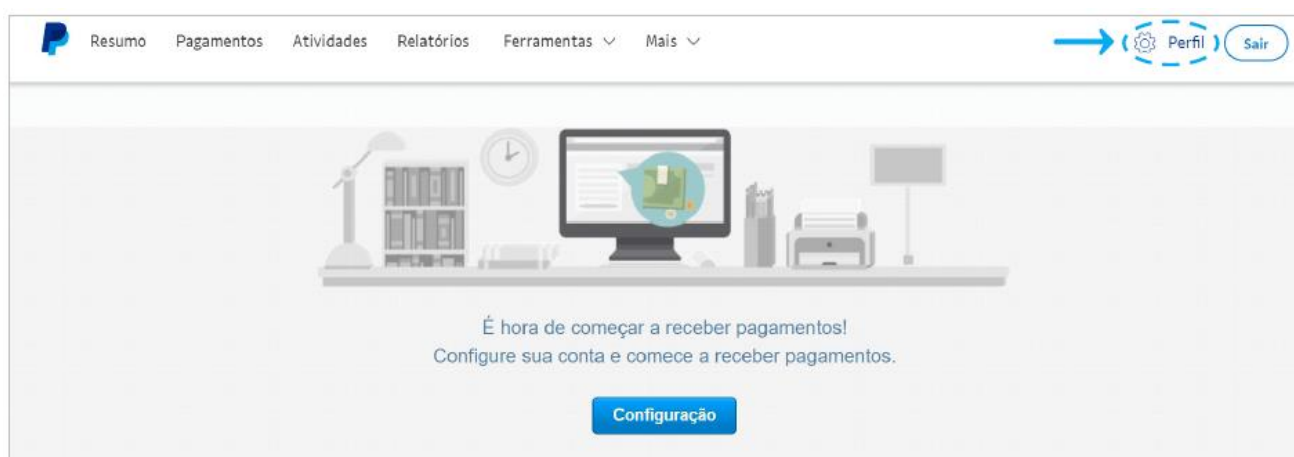 Resumo Pagamentos Atividades Relatórios Ferramentas Mais Perfil Sair
É hora de começar a receber pagamentos!
Configure sua conta e comece a receber pagamentos.
Configuração